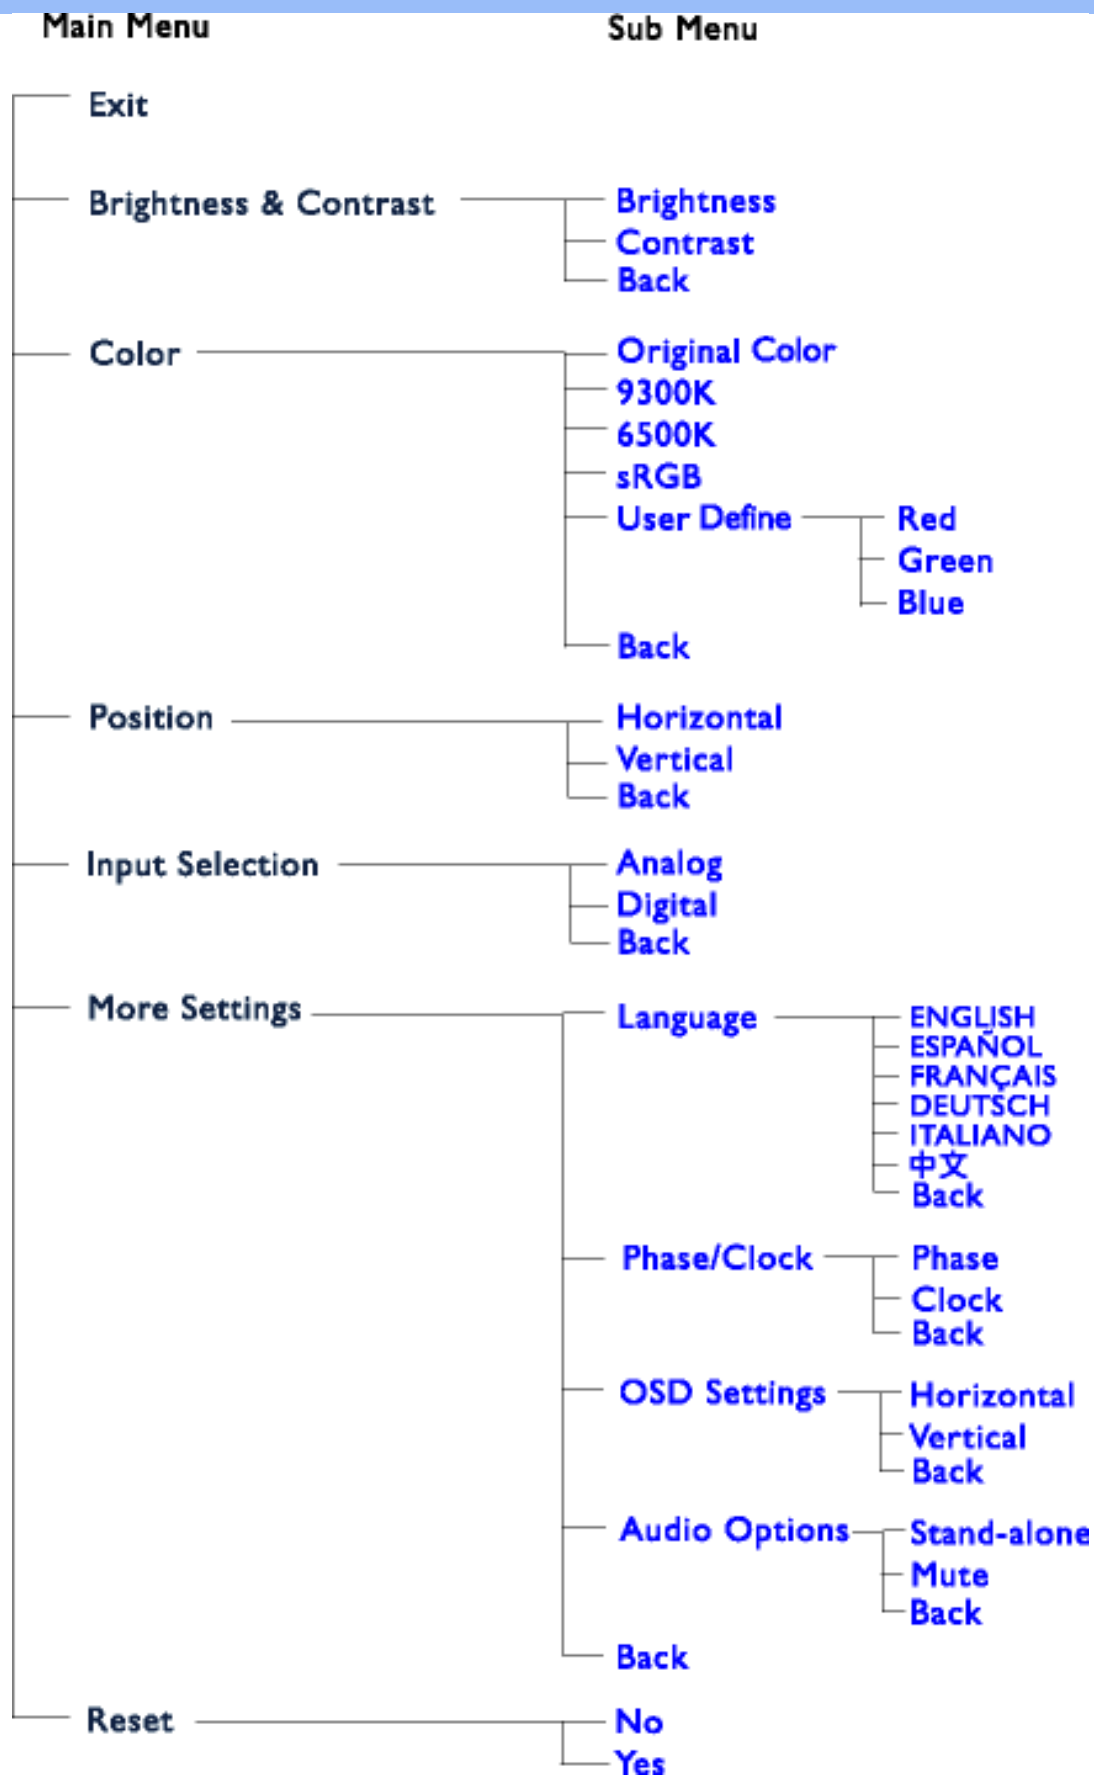 Main Menu Sub Menu
Exit
Brightness & Contrast Brightness
Contrast
Back
Color Original Color
9300K
6500K
sRGB
User Define Red
Green
Blue
Back
Position Horizontal
Vertical
Back
Input Selection Analog
Digital
Back
More Settings Language ENGLISH
ESPAÑOL
FRANÇAIS
DEUTSCH
ITALIANO
中文
Back
Phase/Clock Phase
Clock
Back
OSD Settings Horizontal
Vertical
Back
Audio Options Stand-alone
Mute
Back
Back
Reset No
Yes